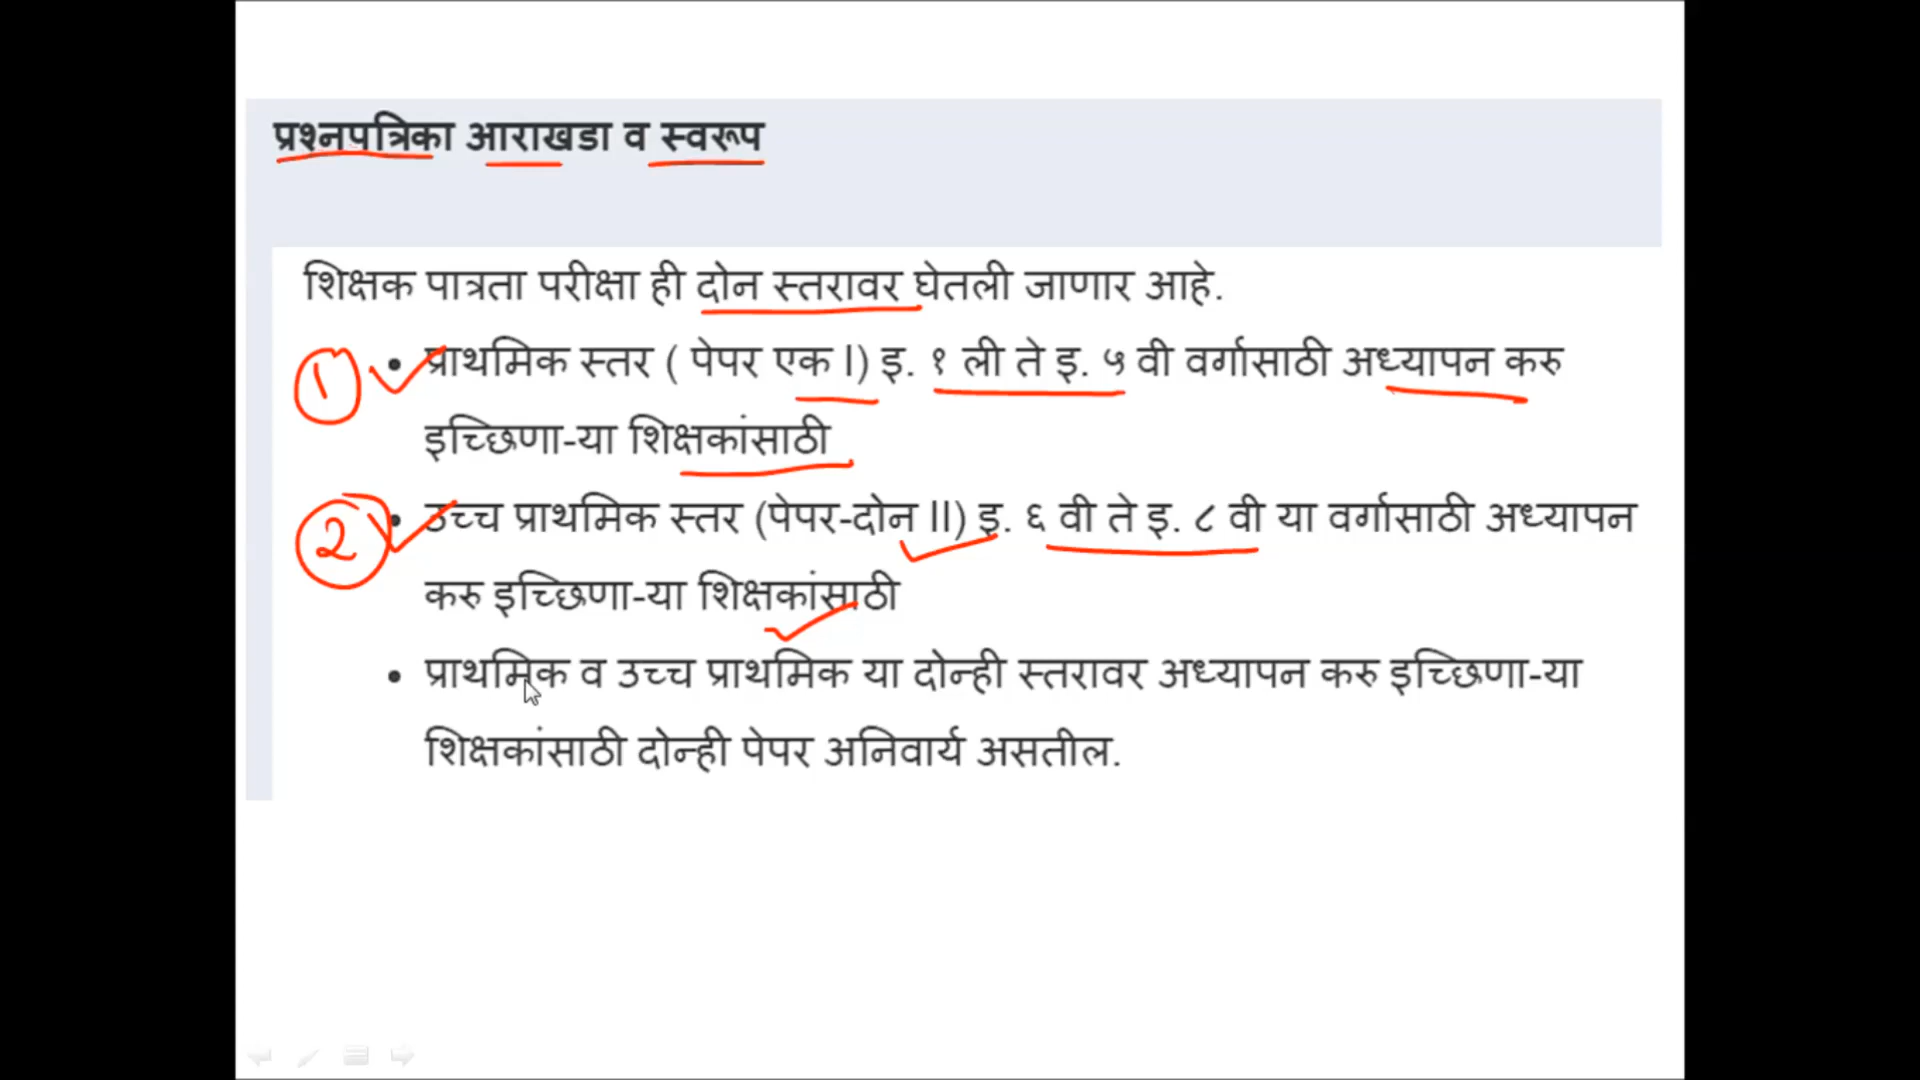 प्रश्नपत्रिका आराखडा व स्वरूप
शिक्षक पात्रता परीक्षा ही दोन स्तरावर घेतली जाणार आहे.
1 • प्राथमिक स्तर ( पेपर एक I) इ. १ ली ते इ. ५ वी वर्गासाठी अध्यापन करु
इच्छिणा-या शिक्षकांसाठी
2 • उच्च प्राथमिक स्तर (पेपर-दोन II) इ. ६ वी ते इ. ८ वी या वर्गासाठी अध्यापन
करु इच्छिणा-या शिक्षकांसाठी
• प्राथमिक व उच्च प्राथमिक या दोन्ही स्तरावर अध्यापन करु इच्छिणा-या
शिक्षकांसाठी दोन्ही पेपर अनिवार्य असतील.